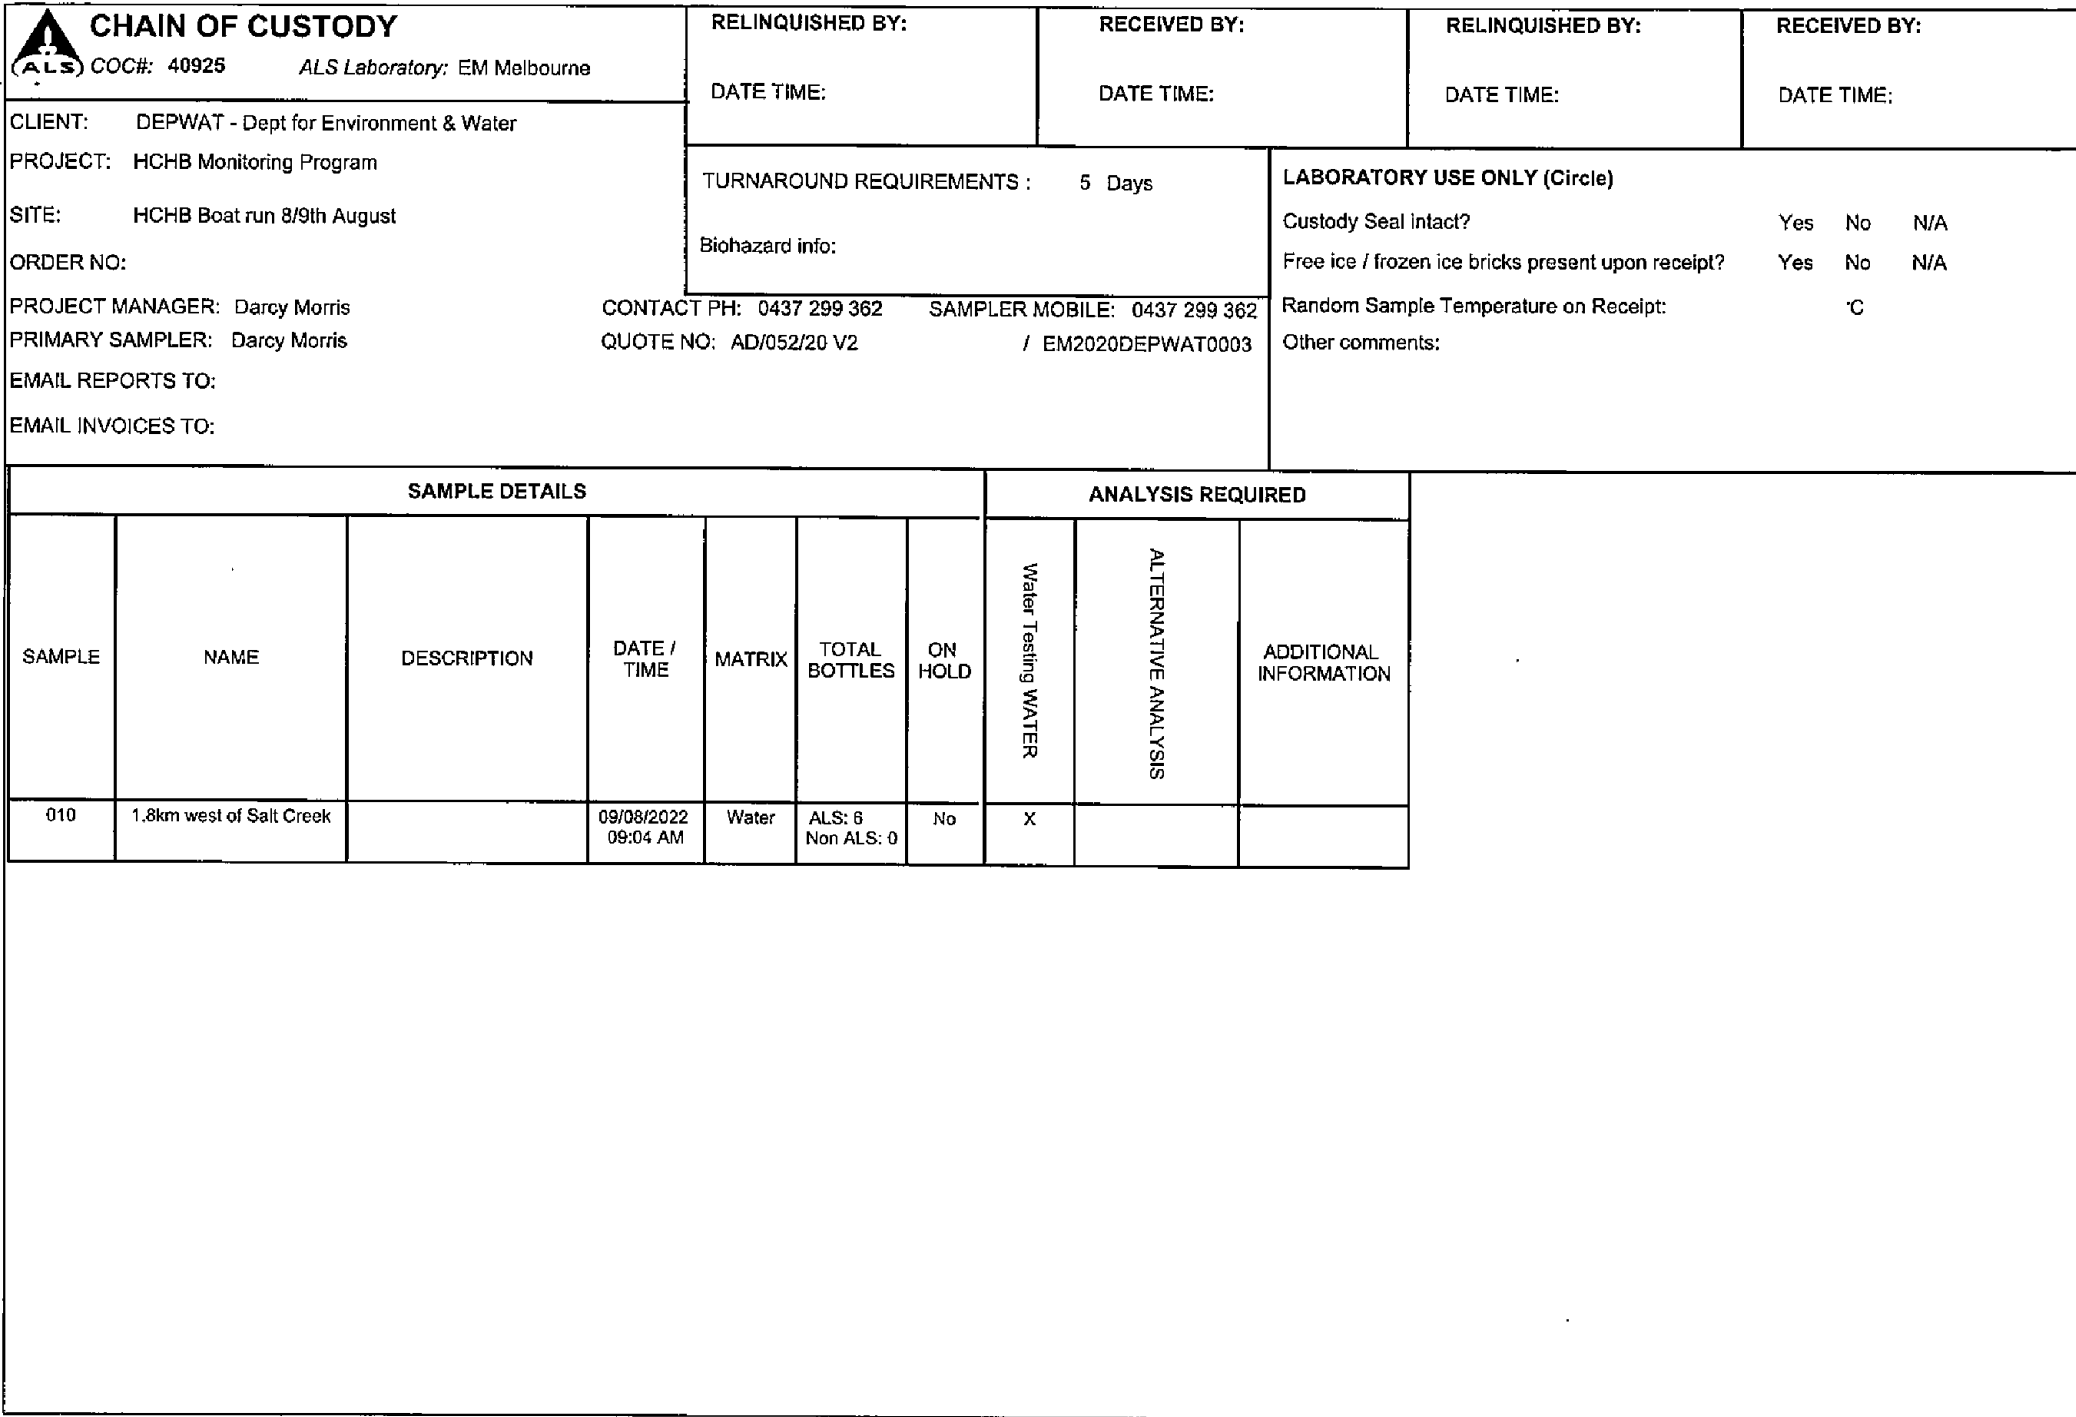 CHAIN OF CUSTODY
(ALS) COC#: 40925 ALS Laboratory: EM Melbourne
RELINQUISHED BY:
DATE TIME:
RECEIVED BY:
DATE TIME:
RELINQUISHED BY:
DATE TIME:
RECEIVED BY:
DATE TIME:
CLIENT: DEPWAT - Dept for Environment & Water
PROJECT: HCHB Monitoring Program
SITE: HCHB Boat run 8/9th August
ORDER NO:
TURNAROUND REQUIREMENTS : 5 Days
Biohazard info:
PROJECT MANAGER: Darcy Morris CONTACT PH: 0437 299 362 SAMPLER MOBILE: 0437 299 362
PRIMARY SAMPLER: Darcy Morris QUOTE NO: AD/052/20 V2 / EM2020DEPWAT0003
EMAIL REPORTS TO:
EMAIL INVOICES TO:
LABORATORY USE ONLY (Circle)
Custody Seal intact? Yes No N/A
Free ice / frozen ice bricks present upon receipt? Yes No N/A
Random Sample Temperature on Receipt: °C
Other comments:
SAMPLE DETAILS
ANALYSIS REQUIRED
SAMPLE
NAME
DESCRIPTION
DATE /
TIME
MATRIX
TOTAL
BOTTLES
ON
HOLD
Water Testing WATER
ALTERNATIVE ANALYSIS
ADDITIONAL
INFORMATION
010
1.8km west of Salt Creek
09/08/2022
09:04 AM
Water
ALS: 6
Non ALS: 0
No
X